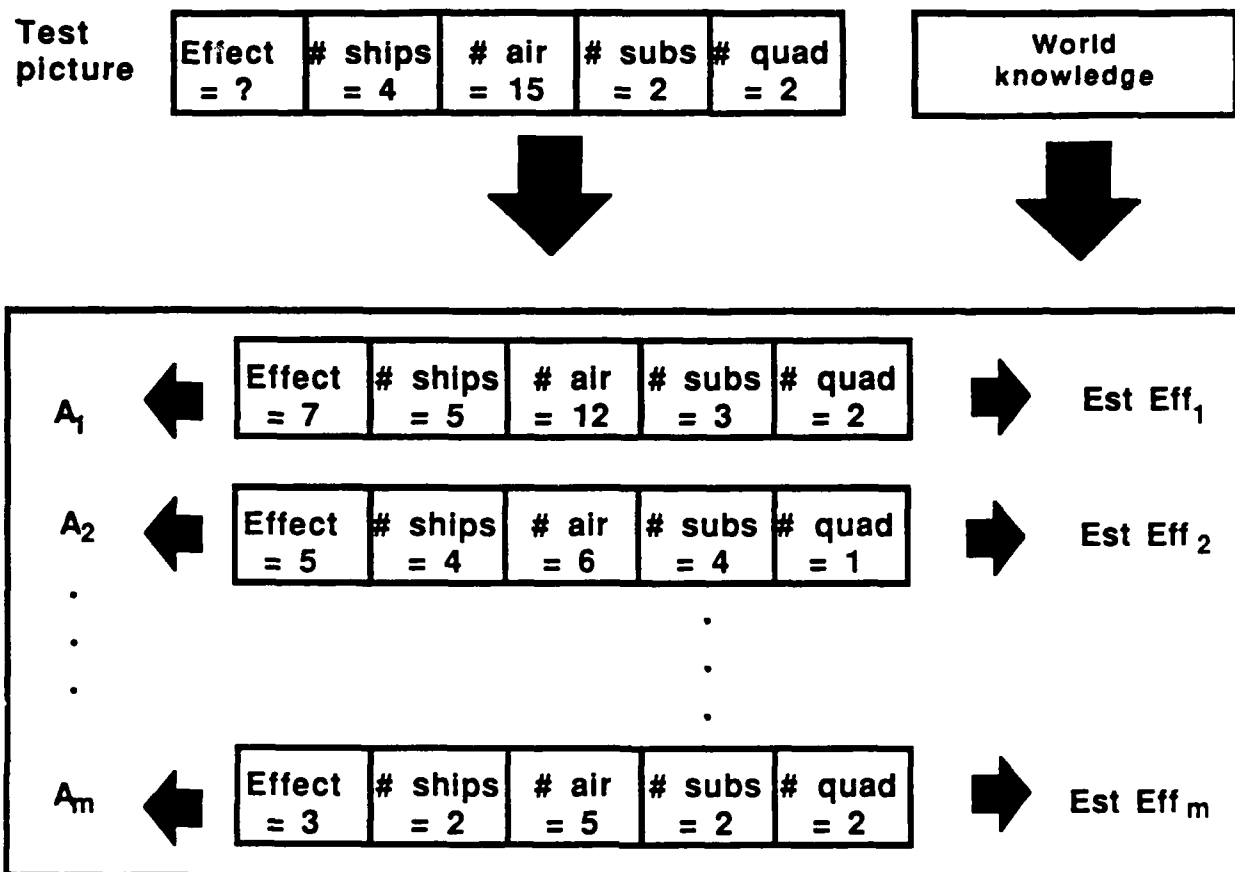 Test
picture
Effect # ships # air # subs # quad
= ? = 4 = 15 = 2 = 2
World
knowledge
A1 Effect # ships # air # subs # quad Est Eff1
= 7 = 5 = 12 = 3 = 2
A2 Effect # ships # air # subs # quad Est Eff2
= 5 = 4 = 6 = 4 = 1
Am Effect # ships # air # subs # quad Est Effm
= 3 = 2 = 5 = 2 = 2